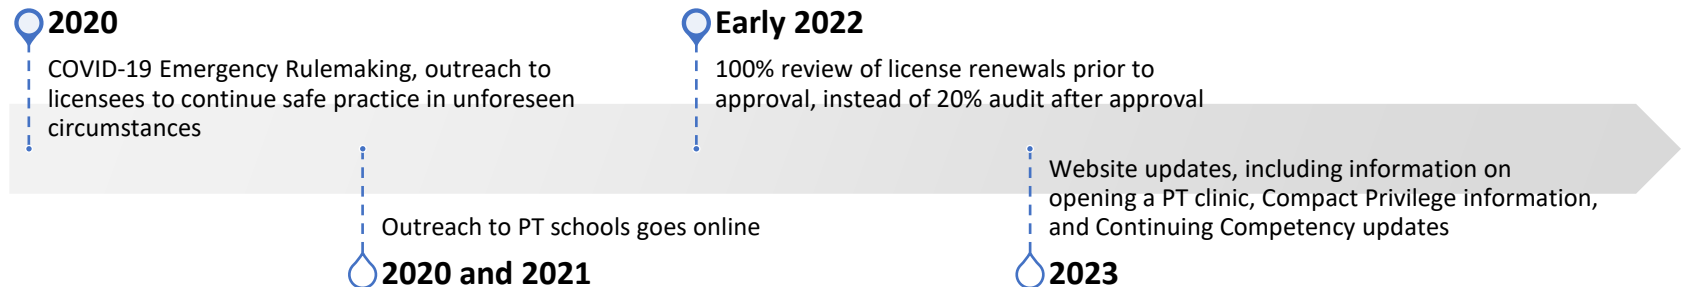 2020
COVID-19 Emergency Rulemaking, outreach to
licensees to continue safe practice in unforeseen
circumstances
Outreach to PT schools goes online
2020 and 2021
Early 2022
100% review of license renewals prior to
approval, instead of 20% audit after approval
Website updates, including information on
opening a PT clinic, Compact Privilege information,
and Continuing Competency updates
2023